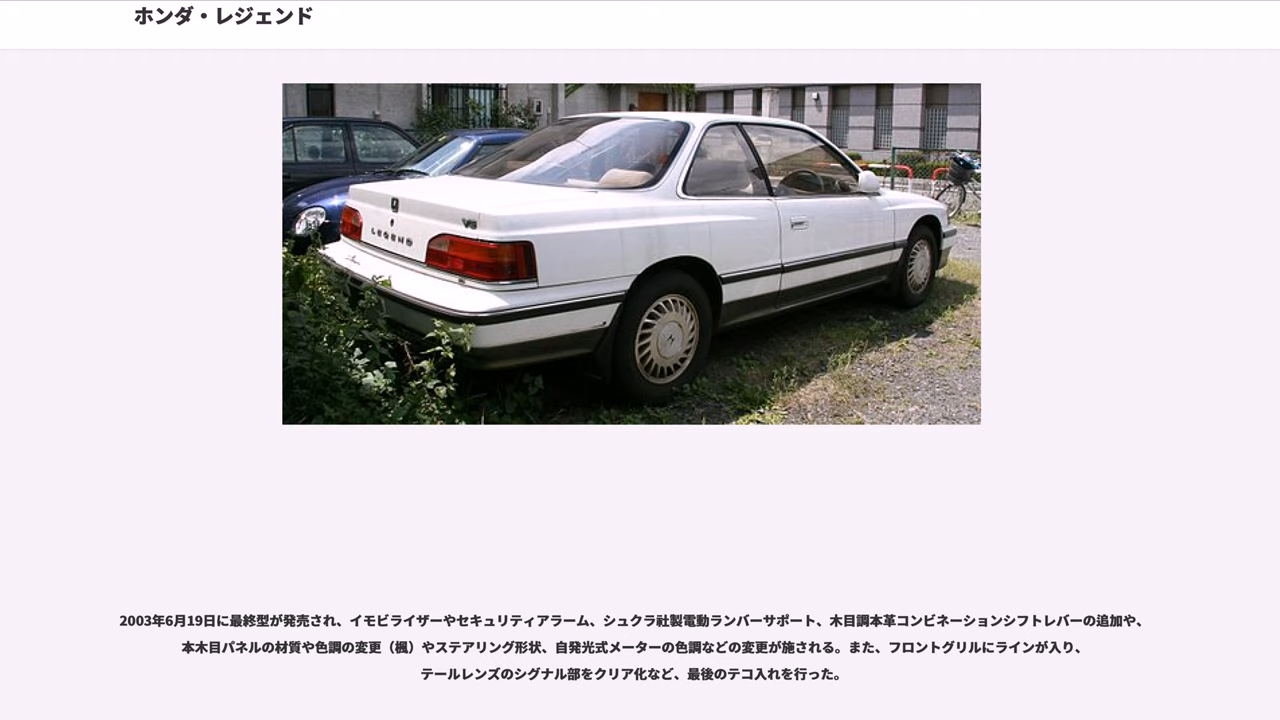 ホンダ・レジェンド
V6
LEGEND
2003年6月19日に最終型が発売され、イモビライザーやセキュリティアラーム、シュクラ社製電動ランバーサポート、木目調本革コンビネーションシフトレバーの追加や、
本木目パネルの材質や色調の変更（楓）やステアリング形状、自発光式メーターの色調などの変更が施される。また、フロントグリルにラインが入り、
テールレンズのシグナル部をクリア化など、最後のテコ入れを行った。